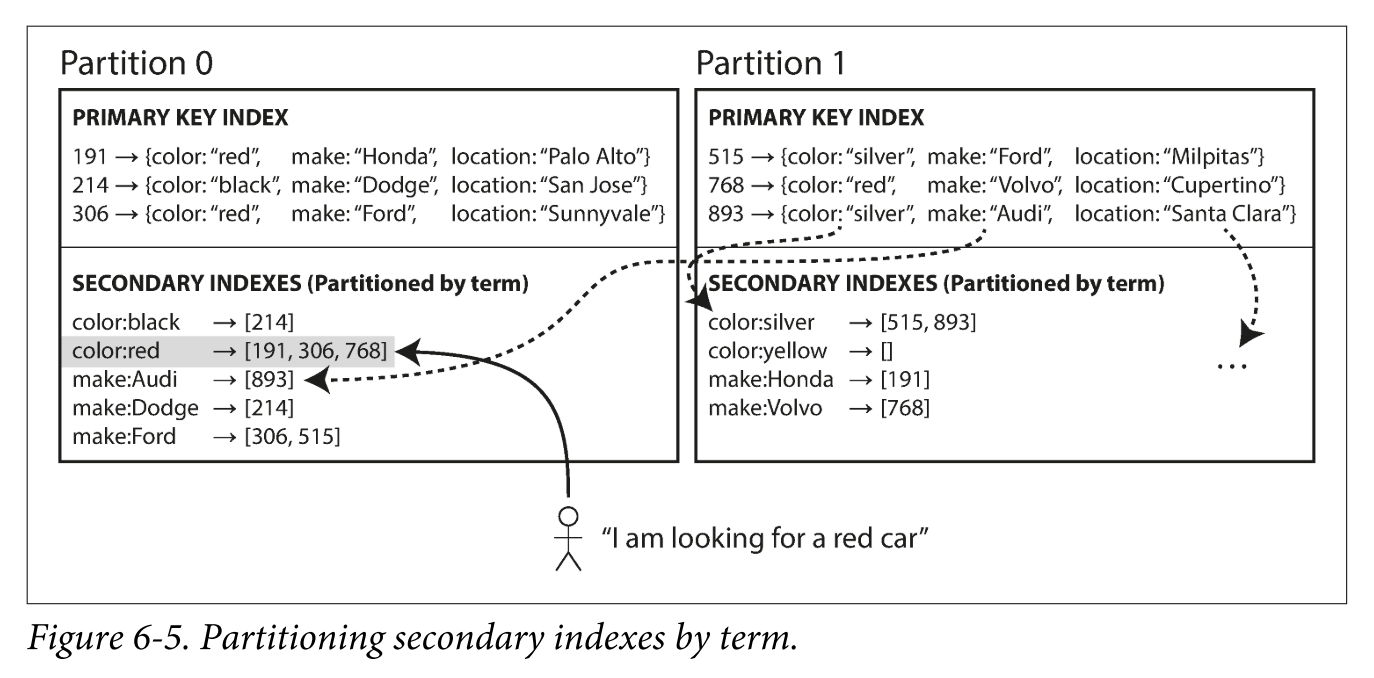 Partition 0
PRIMARY KEY INDEX
191 → {color: “red”, make: “Honda”, location: “Palo Alto”}
214 → {color: “black”, make: “Dodge”, location: “San Jose”}
306 → {color: “red”, make: “Ford”, location: “Sunnyvale”}
SECONDARY INDEXES (Partitioned by term)
color:black → [214]
color:red → [191, 306, 768]
make:Audi → [893]
make:Dodge → [214]
make:Ford → [306, 515]
Partition 1
PRIMARY KEY INDEX
515 → {color: “silver”, make: “Ford”, location: “Milpitas”}
768 → {color: “red”, make: “Volvo”, location: “Cupertino”}
893 → {color: “silver”, make: “Audi”, location: “Santa Clara”}
SECONDARY INDEXES (Partitioned by term)
color:silver → [515, 893]
color:yellow → []
make:Honda → [191]
make:Volvo → [768]
...
“I am looking for a red car”
Figure 6-5. Partitioning secondary indexes by term.